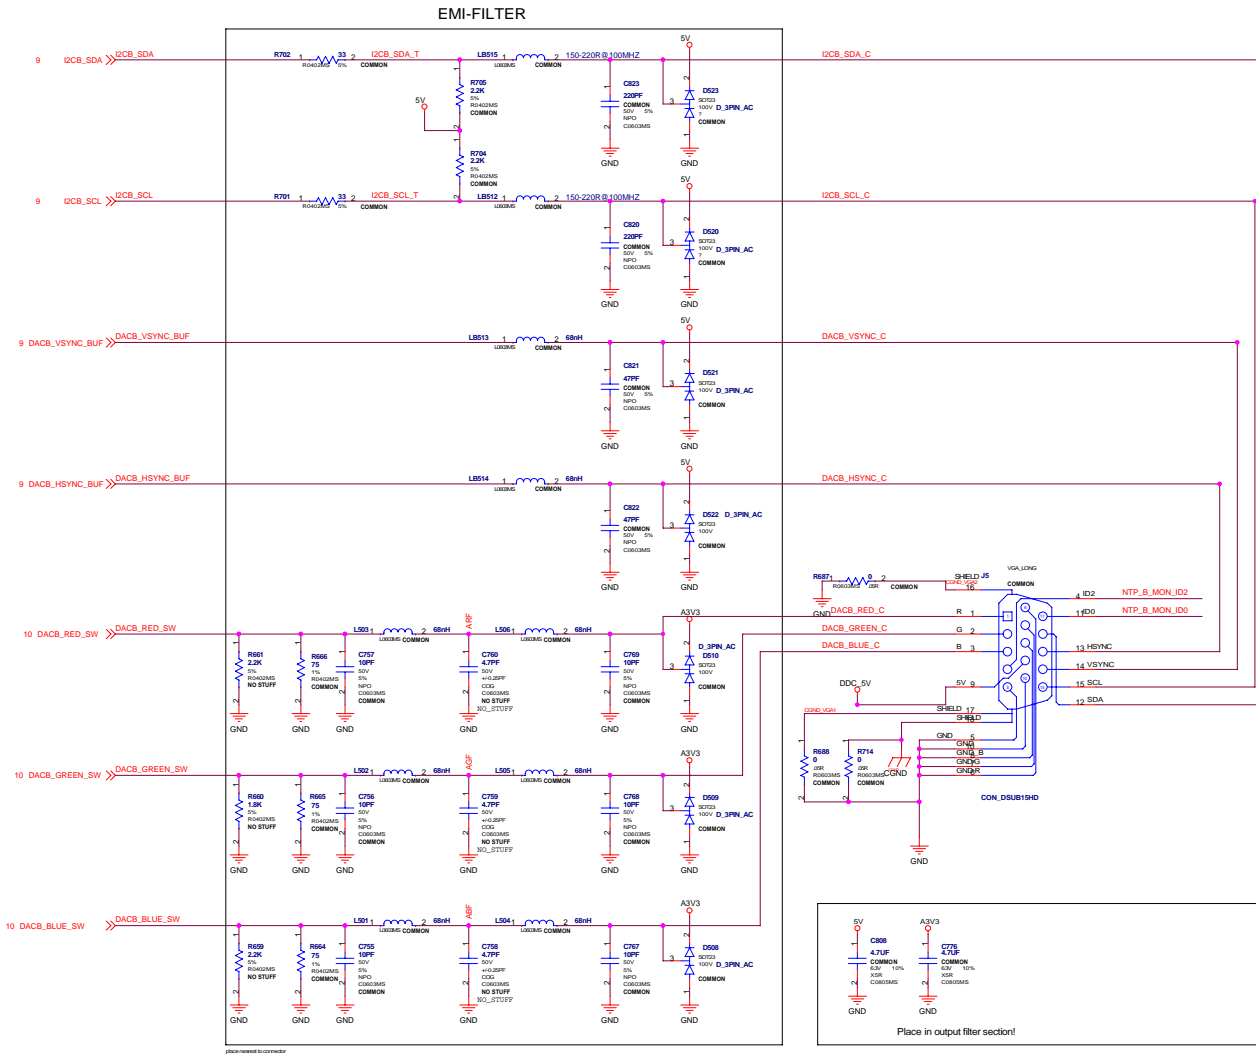 EMI-FILTER
9 I2CB_SDA I2CB_SDA
R702 1 33 2 I2CB_SDA_T
R0402MS 5% COMMON
LB515 1 2 150-220R@100MHZ
L0603MS COMMON
5V
I2CB_SDA_C
R705
2.2K
5%
R0402MS
COMMON
5V
C823
220PF
COMMON
50V 5%
NPO
C0603MS
GND
D523
SOT23
100V D_3PIN_AC
?
COMMON
GND
R704
2.2K
5%
R0402MS
COMMON
9 I2CB_SCL I2CB_SCL
R701 1 33 2 I2CB_SCL_T
R0402MS 5% COMMON
LB512 1 2 150-220R@100MHZ
L0603MS COMMON
5V
I2CB_SCL_C
C820
220PF
COMMON
50V 5%
NPO
C0603MS
GND
D520
SOT23
100V D_3PIN_AC
?
COMMON
GND
9 DACB_VSYNC_BUF DACB_VSYNC_BUF
LB513 1 2 68nH
L0603MS COMMON
5V
DACB_VSYNC_C
C821
47PF
COMMON
50V 5%
NPO
C0603MS
GND
D521
SOT23
100V D_3PIN_AC
COMMON
GND
9 DACB_HSYNC_BUF DACB_HSYNC_BUF
LB514 1 2 68nH
L0603MS COMMON
5V
DACB_HSYNC_C
C822
47PF
COMMON
50V 5%
NPO
C0603MS
GND
D522 D_3PIN_AC
SOT23
100V
COMMON
GND
10 DACB_RED_SW DACB_RED_SW
L503 1 2 68nH
L0603MS COMMON
ARF
L506 1 2 68nH
L0603MS COMMON
A3V3
DACB_RED_C
R661
2.2K
5%
R0402MS
NO STUFF
GND
R666
75
1%
R0402MS
COMMON
GND
C757
10PF
50V
5%
NPO
C0603MS
COMMON
GND
C760
4.7PF
50V
+/-0.25PF
COG
C0603MS
NO STUFF
NO_STUFF
GND
C769
10PF
50V
5%
NPO
C0603MS
COMMON
GND
D_3PIN_AC
D510
SOT23
100V
COMMON
GND
10 DACB_GREEN_SW DACB_GREEN_SW
L502 1 2 68nH
L0603MS COMMON
AGF
L505 1 2 68nH
L0603MS COMMON
A3V3
DACB_GREEN_C
R660
1.8K
5%
R0402MS
NO STUFF
GND
R665
75
1%
R0402MS
COMMON
GND
C756
10PF
50V
5%
NPO
C0603MS
COMMON
GND
C759
4.7PF
50V
+/-0.25PF
COG
C0603MS
NO STUFF
NO_STUFF
GND
C768
10PF
50V
5%
NPO
C0603MS
COMMON
GND
D509
SOT23
100V D_3PIN_AC
COMMON
GND
10 DACB_BLUE_SW DACB_BLUE_SW
L501 1 2 68nH
L0603MS COMMON
ABF
L504 1 2 68nH
L0603MS COMMON
A3V3
DACB_BLUE_C
R659
2.2K
5%
R0402MS
NO STUFF
GND
R664
75
1%
R0402MS
COMMON
GND
C755
10PF
50V
5%
NPO
C0603MS
COMMON
GND
C758
4.7PF
50V
+/-0.25PF
COG
C0603MS
NO STUFF
NO_STUFF
GND
C767
10PF
50V
5%
NPO
C0603MS
COMMON
GND
D508
SOT23
100V D_3PIN_AC
COMMON
GND
place nearest to connector
R687 1 0 2
R0603MS .05R COMMON
GND
CGND_VGA2
SHIELD J5
16
VGA_LONG
COMMON
R 1
G 2
B 3
5V 9
DDC_5V
CGND_VGA1
SHIELD 17
SHIELD 18
GND 5
GND 10
GND_B
GND_G
GND_R 6
4 ID2 NTP_B_MON_ID2
11 ID0 NTP_B_MON_ID0
13 HSYNC
14 VSYNC
15 SCL
12 SDA
CON_DSUB15HD
R688
0
.05R
R0603MS
COMMON
R714
0
.05R
R0603MS
COMMON
CGND
GND
5V
C808
4.7UF
COMMON
6.3V 10%
X5R
C0805MS
GND
A3V3
C776
4.7UF
COMMON
6.3V 10%
X5R
C0805MS
GND
Place in output filter section!